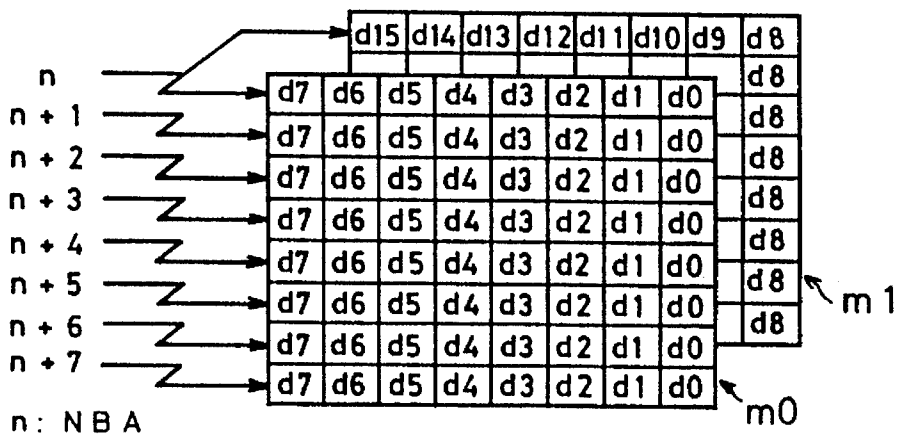 d15 d14 d13 d12 d11 d10 d9 d8
n d7 d6 d5 d4 d3 d2 d1 d0 d8
n + 1 d7 d6 d5 d4 d3 d2 d1 d0 d8
n + 2 d7 d6 d5 d4 d3 d2 d1 d0 d8
n + 3 d7 d6 d5 d4 d3 d2 d1 d0 d8
n + 4 d7 d6 d5 d4 d3 d2 d1 d0 d8
n + 5 d7 d6 d5 d4 d3 d2 d1 d0 d8 m1
n + 6 d7 d6 d5 d4 d3 d2 d1 d0 d8
n + 7 d7 d6 d5 d4 d3 d2 d1 d0 m0
n : NBA